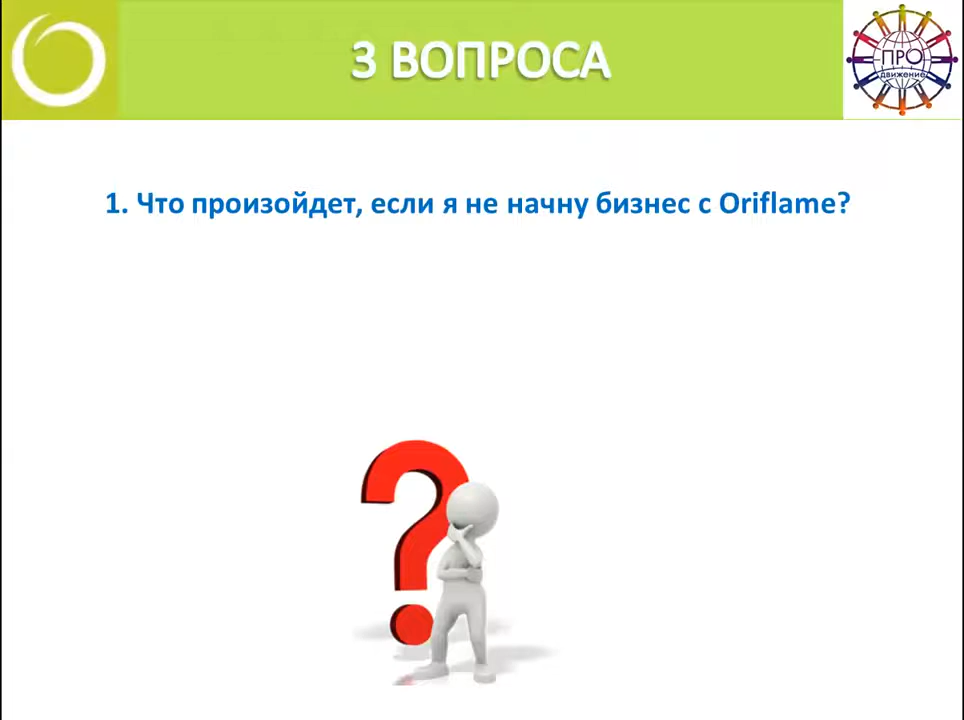 3 ВОПРОСА
ПРО
движение
1. Что произойдет, если я не начну бизнес с Oriflame?